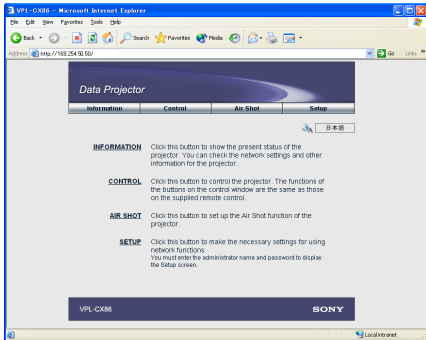 VPL-CX86 - Microsoft Internet Explorer
File Edit View Favorites Tools Help
Back Search Favorites Media
Address http://169.254.50.50/ Go Links »
Data Projector
Information Control Air Shot Setup
日本語
INFORMATION Click this button to show the present status of the
projector. You can check the network settings and other
information for the projector.
CONTROL Click this button to control the projector. The functions of
the buttons on the control window are the same as those
on the supplied remote control.
AIR SHOT Click this button to set up the Air Shot function of the
projector.
SETUP Click this button to make the necessary settings for using
network functions.
You must enter the administrator name and password to display
the Setup screen.
VPL-CX86 SONY
Local intranet